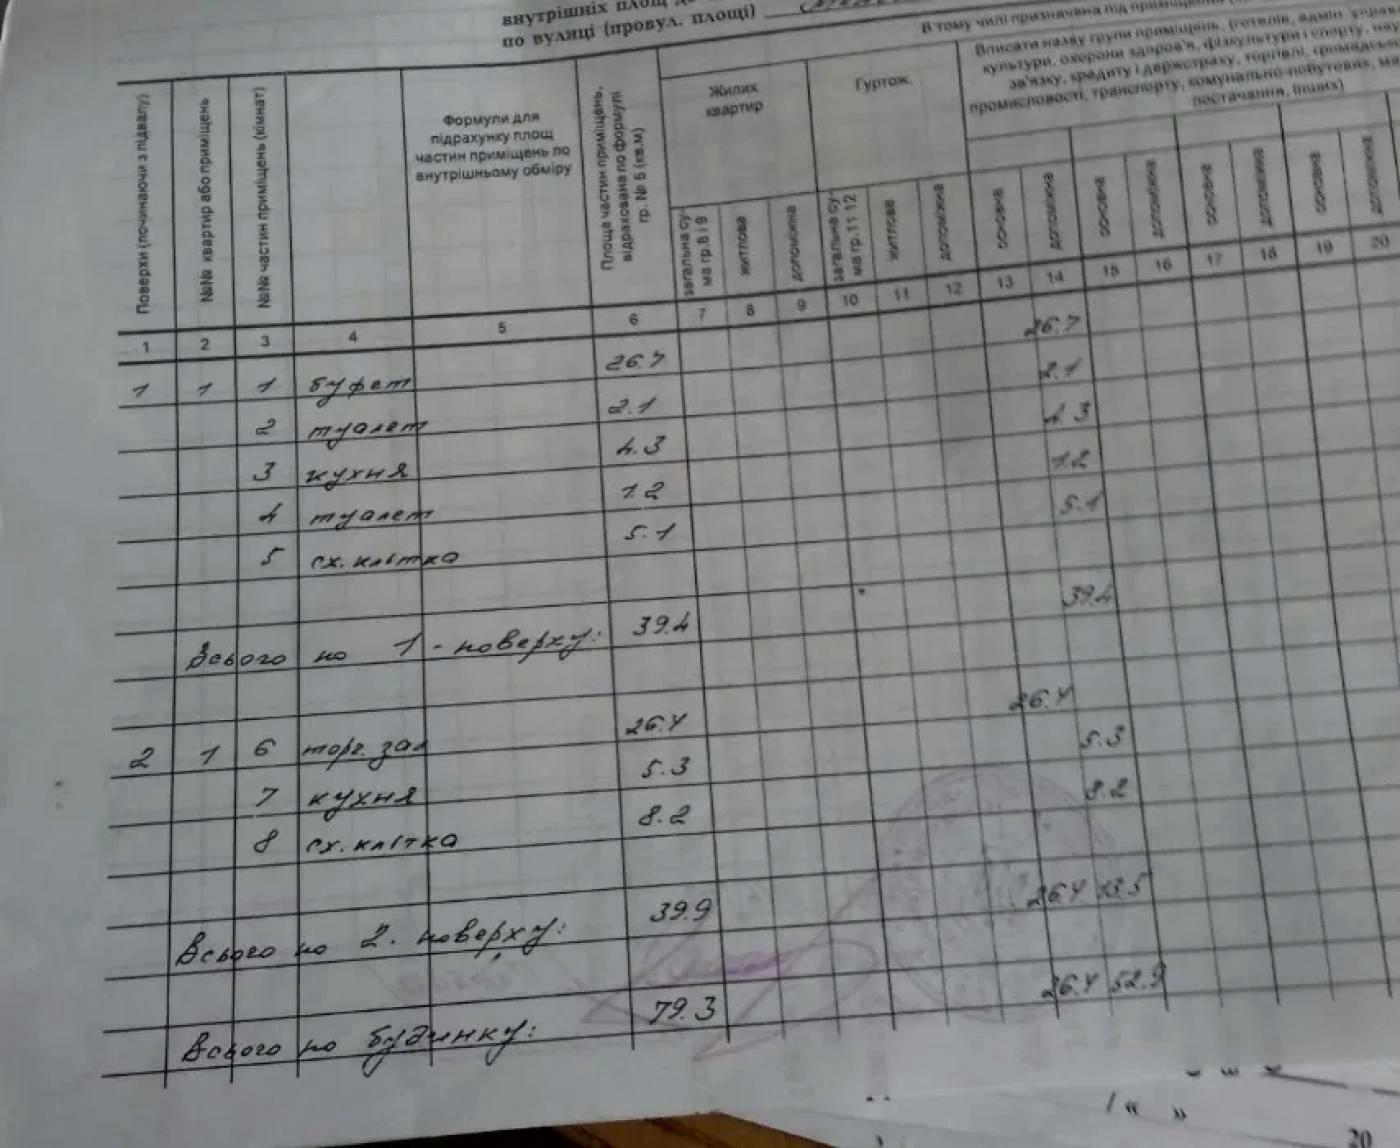 внутрішніх площ
по вулиці (провул. площі)
В тому числі призначена під приміщення
Вписати назву групи приміщень, (готелів, адмін управл
культури, охорони здоров'я, фізкультури і спорту, нау
зв'язку, кредиту і держстраху, торгівлі, громадсько
промисловості, транспорту, комунально-побутових, ма
постачання, інших)
Поверхи (починаючи з підвалу)
№№ квартир або приміщень
№№ частин приміщень (кімнат)
Формули для
підрахунку площ
частин приміщень по
внутрішньому обміру
Площа частин приміщень,
відрахована по формулі
гр. № 5 (кв.м)
Жилих
квартир
Гуртож.
загальна су-
ма гр.8 і 9
житлова
допоміжна
загальна су-
ма гр.11 12
житлова
допоміжна
основна
допоміжна
основна
допоміжна
основна
допоміжна
основна
допоміжна
1 2 3 4 5 6 7 8 9 10 11 12 13 14 15 16 17 18 19 20
1 1 1 буфет 26.7 26.7
2 туалет 2.1 2.1
3 кухня 4.3 4.3
4 туалет 1.2 1.2
5 сх.клітка 5.1 5.1
Всього по 1 - поверху: 39.4 39.4
2 1 6 торг. зал 26.4 26.4
7 кухня 5.3 5.3
8 сх.клітка 8.2 8.2
Всього по 2. поверху: 39.9 26.4 13.5
Всього по будинку: 79.3 26.4 52.9
« »
20